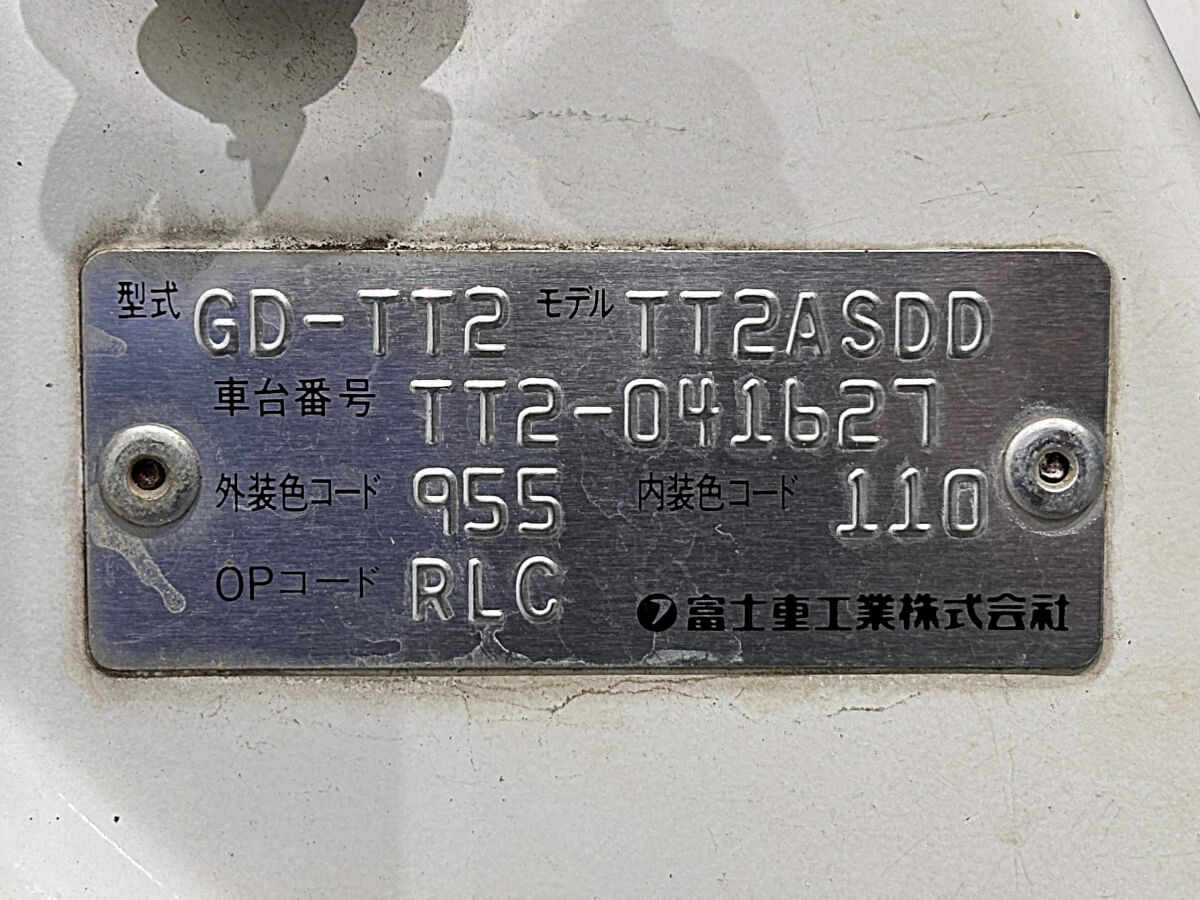 型式 GD-TT2 モデル TT2ASDD
車台番号 TT2-041627
外装色コード 955 内装色コード 110
OPコード RLC
富士重工業株式会社